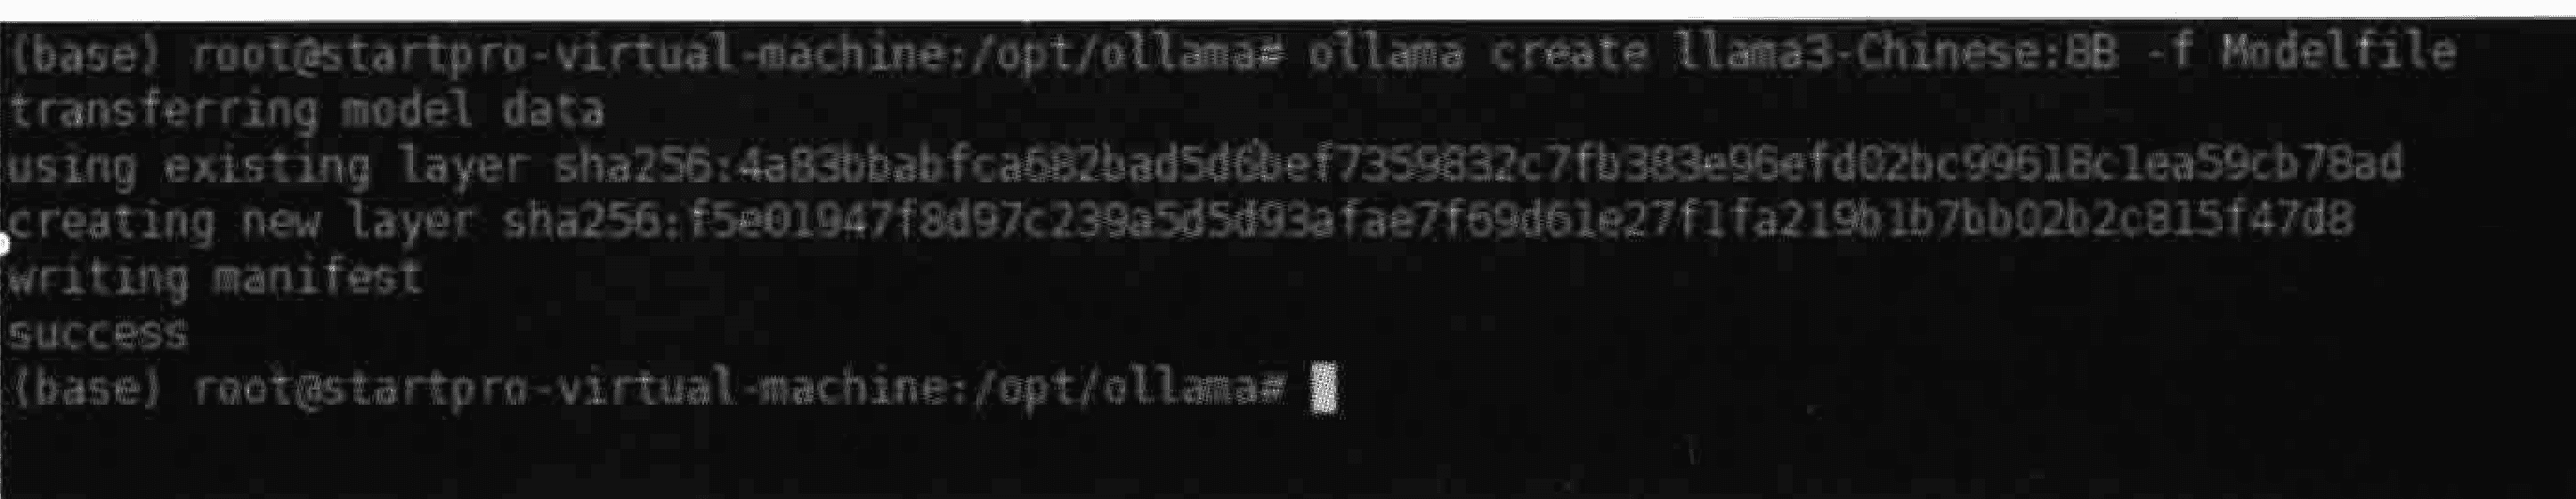 (base) root@startpro-virtual-machine:/opt/ollama# ollama create llama3-Chinese:8B -f Modelfile
transferring model data
using existing layer sha256:4a83bbabfca682bad5d6bef7359832c7fb383e96efd02bc99618c1ea59cb78ad
creating new layer sha256:f5e01947f8d97c239a5d5d93afae7f69d61e27f1fa219b1b7bb02b2c815f47d8
writing manifest
success
(base) root@startpro-virtual-machine:/opt/ollama#